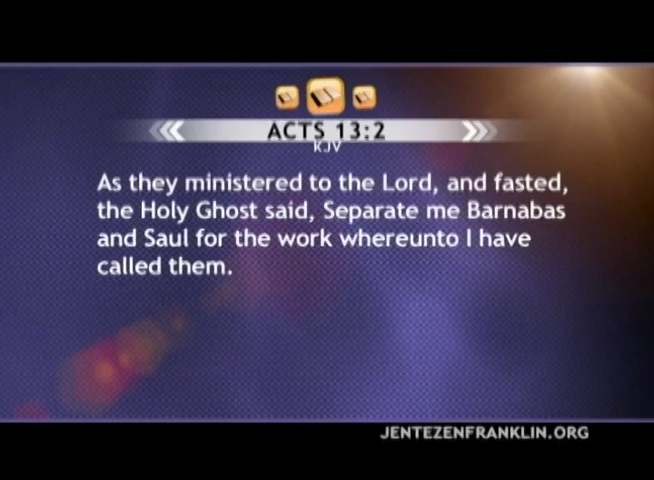 ACTS 13:2
KJV
As they ministered to the Lord, and fasted,
the Holy Ghost said, Separate me Barnabas
and Saul for the work whereunto I have
called them.
JENTEZENFRANKLIN.ORG